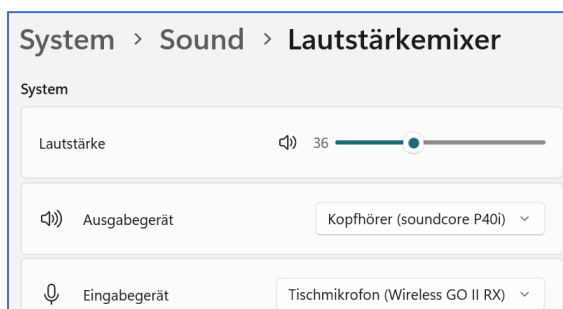 System > Sound > Lautstärkemixer
System
Lautstärke 36
Ausgabegerät Kopfhörer (soundcore P40i)
Eingabegerät Tischmikrofon (Wireless GO II RX)